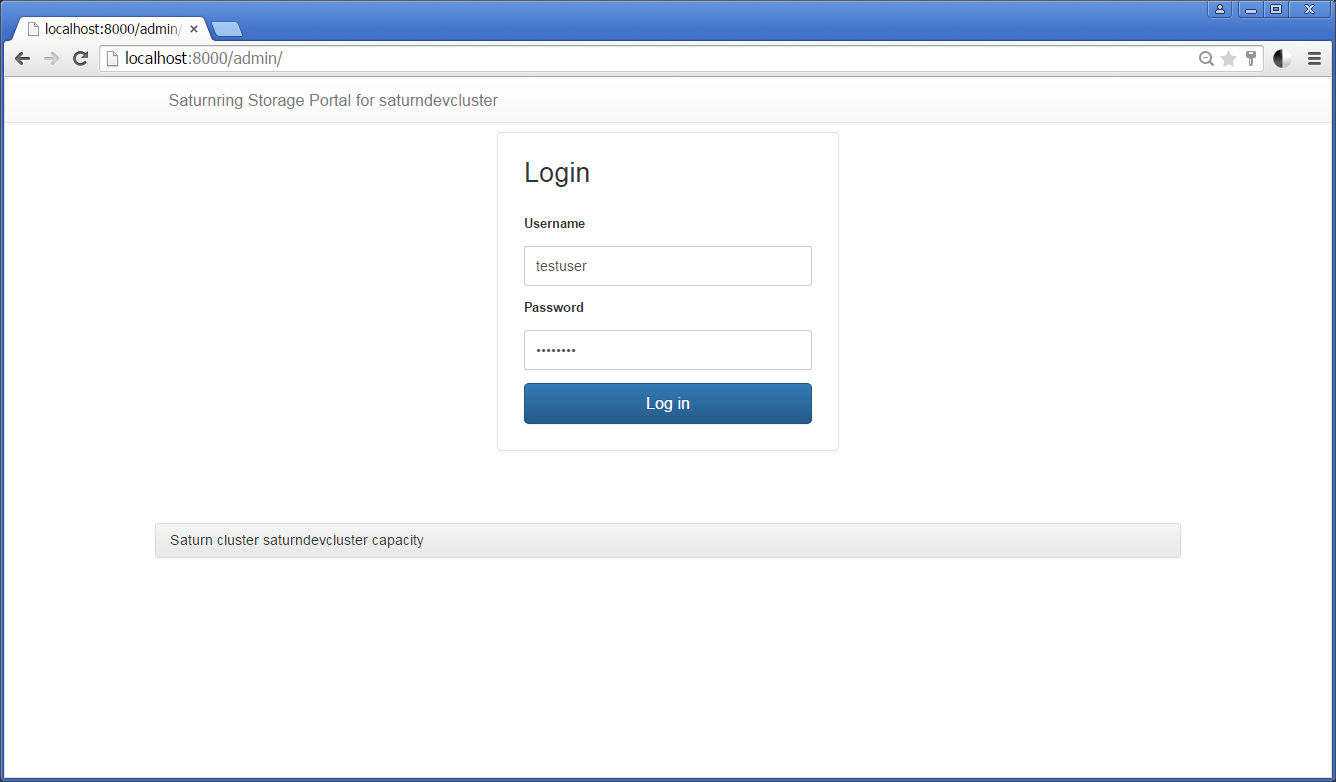 localhost:8000/admin/
localhost:8000/admin/
Saturnring Storage Portal for saturndevcluster
Login
Username
testuser
Password
••••••••
Log in
Saturn cluster saturndevcluster capacity